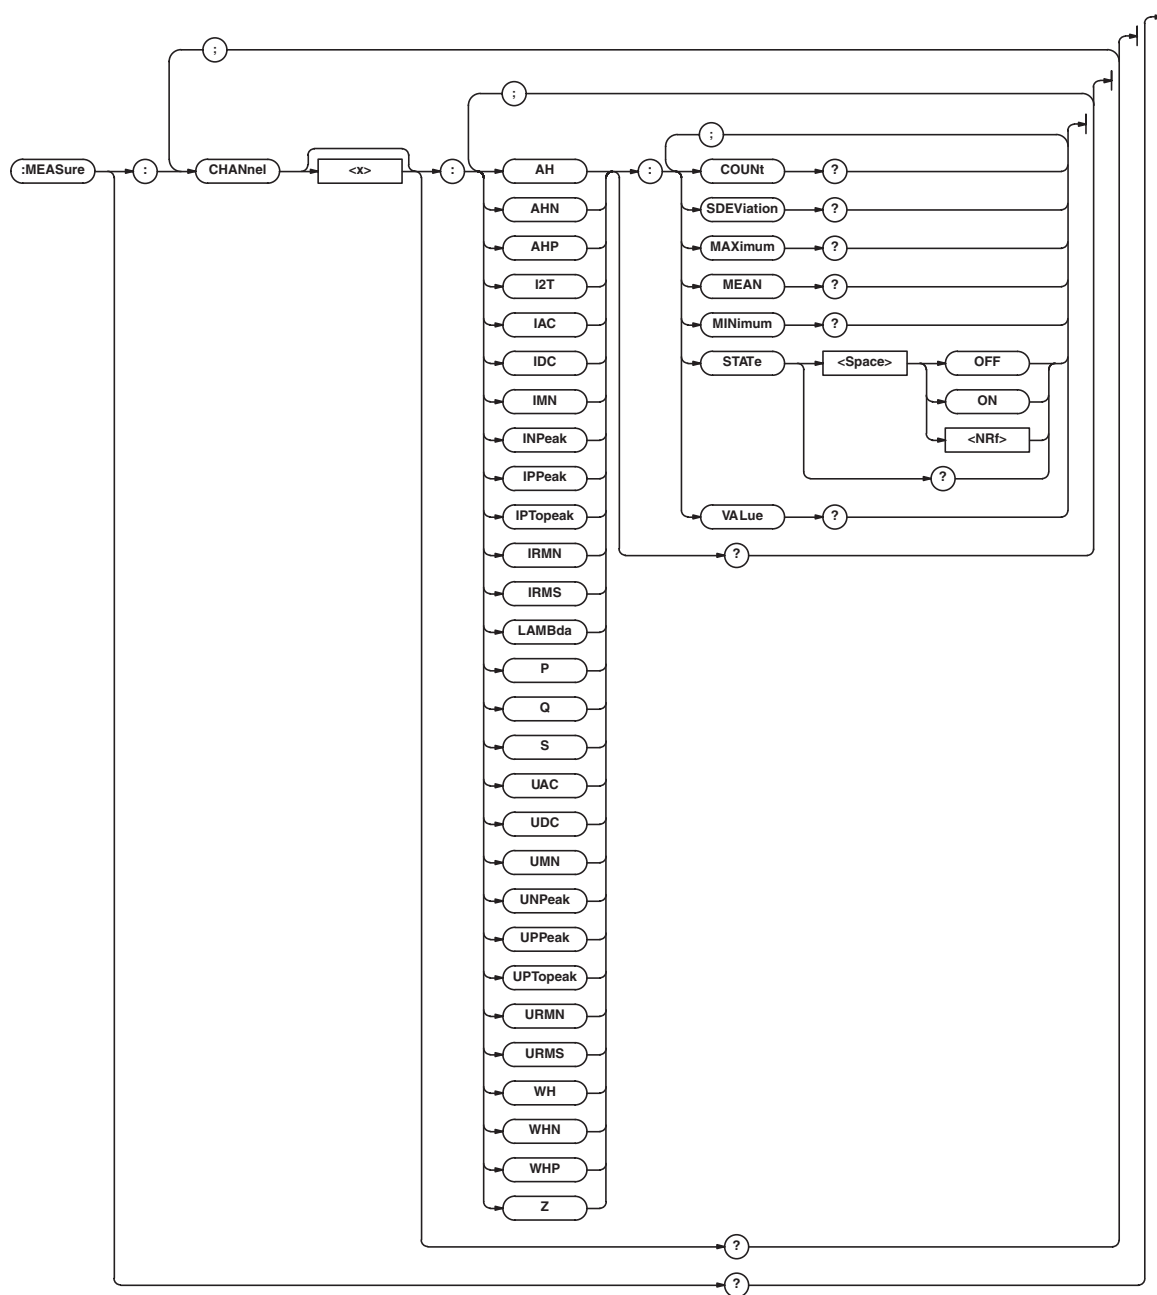 ;
;
;
:MEASure : CHANnel <x> : AH : COUNt ?
AHN SDEViation ?
AHP MAXimum ?
I2T MEAN ?
IAC MINimum ?
IDC STATe <Space> OFF
IMN ON
INPeak <NRf>
IPPeak ?
IPTopeak VALue ?
IRMN ?
IRMS
LAMBda
P
Q
S
UAC
UDC
UMN
UNPeak
UPPeak
UPTopeak
URMN
URMS
WH
WHN
WHP
Z
?
?